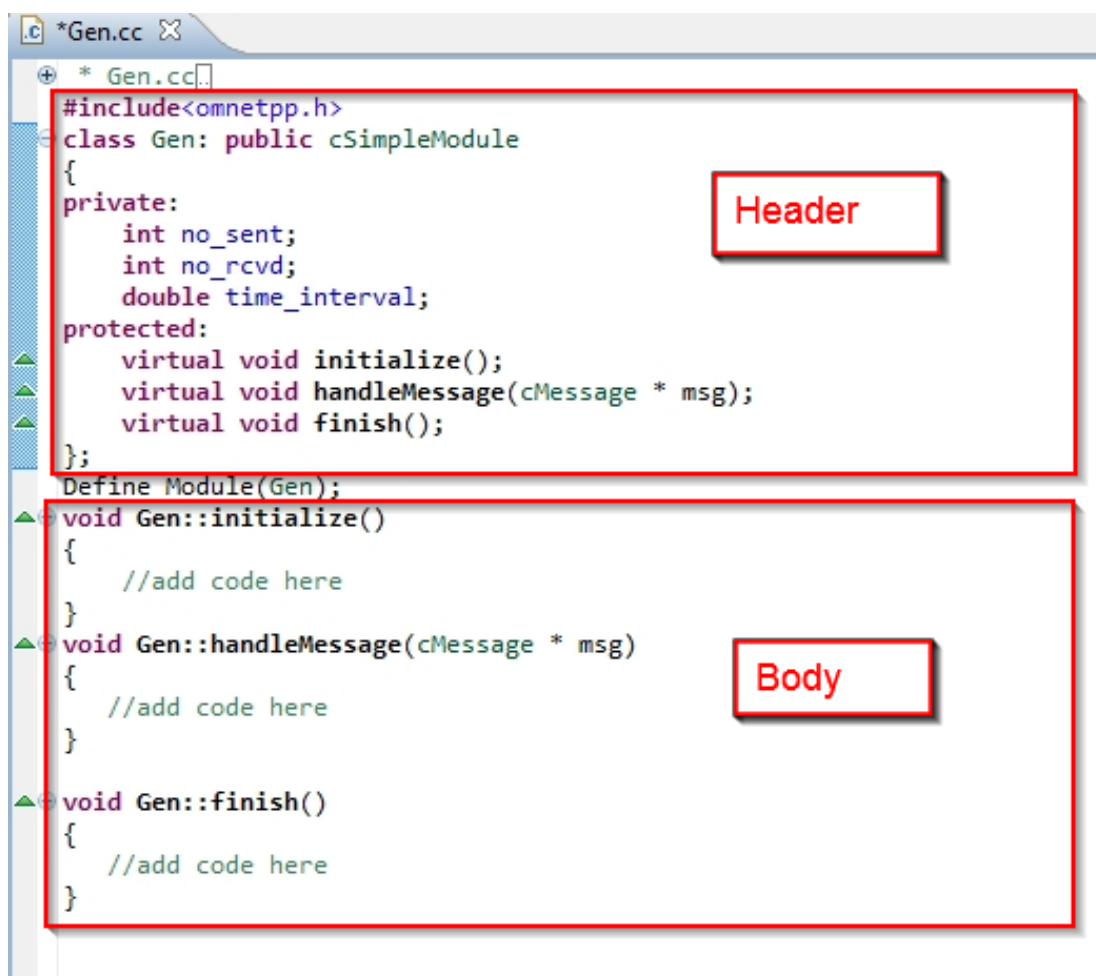 *Gen.cc
* Gen.cc
#include<omnetpp.h>
class Gen: public cSimpleModule
{
private:
Header
    int no_sent;
    int no_rcvd;
    double time_interval;
protected:
    virtual void initialize();
    virtual void handleMessage(cMessage * msg);
    virtual void finish();
};
Define_Module(Gen);
void Gen::initialize()
{
    //add code here
}
void Gen::handleMessage(cMessage * msg)
{
Body
   //add code here
}
void Gen::finish()
{
   //add code here
}